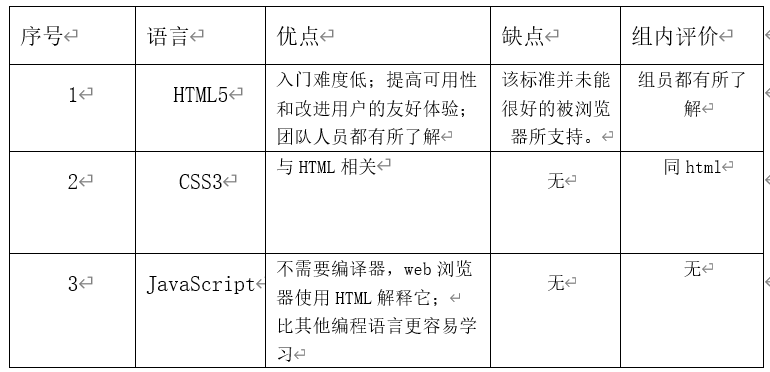 序号 语言 优点 缺点 组内评价
1 HTML5 入门难度低；提高可用性和改进用户的友好体验；团队人员都有所了解 该标准并未能很好的被浏览器所支持。 组员都有所了解
2 CSS3 与 HTML 相关 无 同 html
3 JavaScript 不需要编译器，web 浏览器使用 HTML 解释它； 比其他编程语言更容易学习 无 无